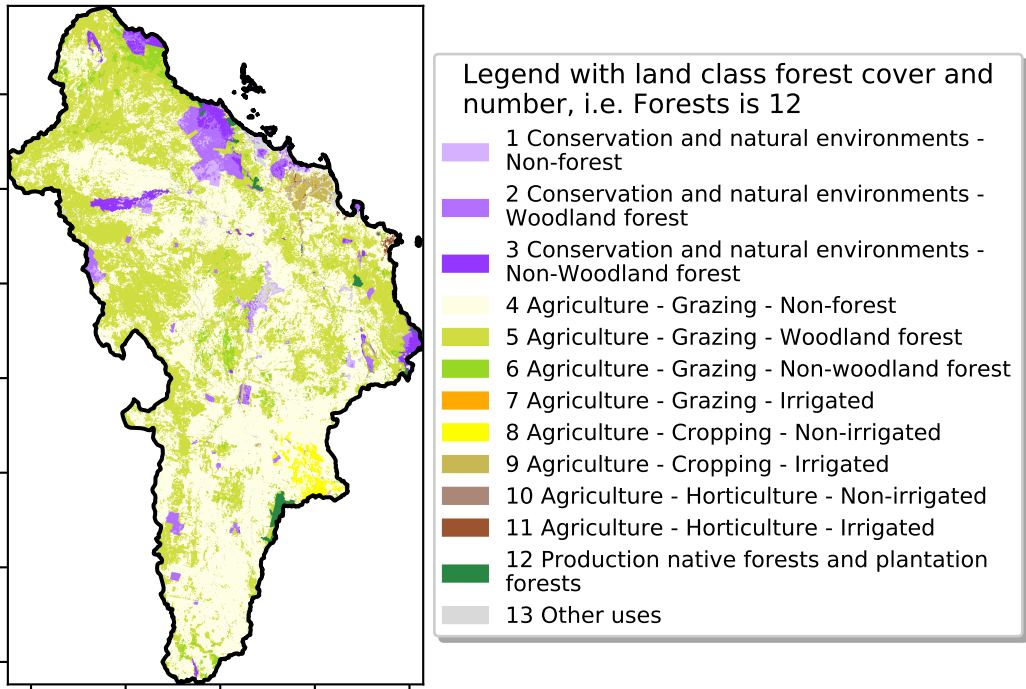 Legend with land class forest cover and
number, i.e. Forests is 12
1 Conservation and natural environments -
Non-forest
2 Conservation and natural environments -
Woodland forest
3 Conservation and natural environments -
Non-Woodland forest
4 Agriculture - Grazing - Non-forest
5 Agriculture - Grazing - Woodland forest
6 Agriculture - Grazing - Non-woodland forest
7 Agriculture - Grazing - Irrigated
8 Agriculture - Cropping - Non-irrigated
9 Agriculture - Cropping - Irrigated
10 Agriculture - Horticulture - Non-irrigated
11 Agriculture - Horticulture - Irrigated
12 Production native forests and plantation
forests
13 Other uses